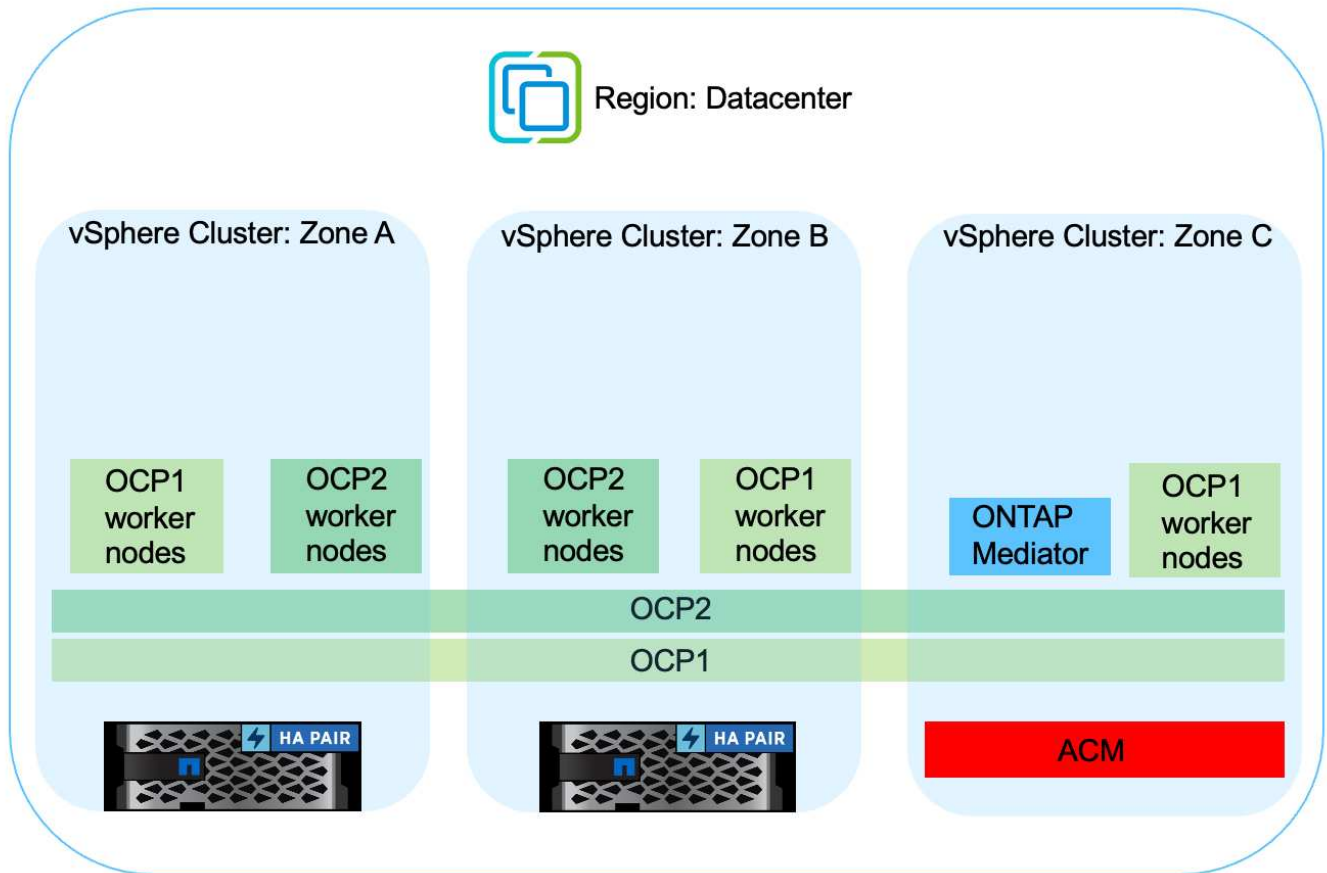 Region: Datacenter
vSphere Cluster: Zone A
vSphere Cluster: Zone B
vSphere Cluster: Zone C
OCP1
worker
nodes
OCP2
worker
nodes
OCP2
worker
nodes
OCP1
worker
nodes
ONTAP
Mediator
OCP1
worker
nodes
OCP2
OCP1
HA PAIR
HA PAIR
ACM